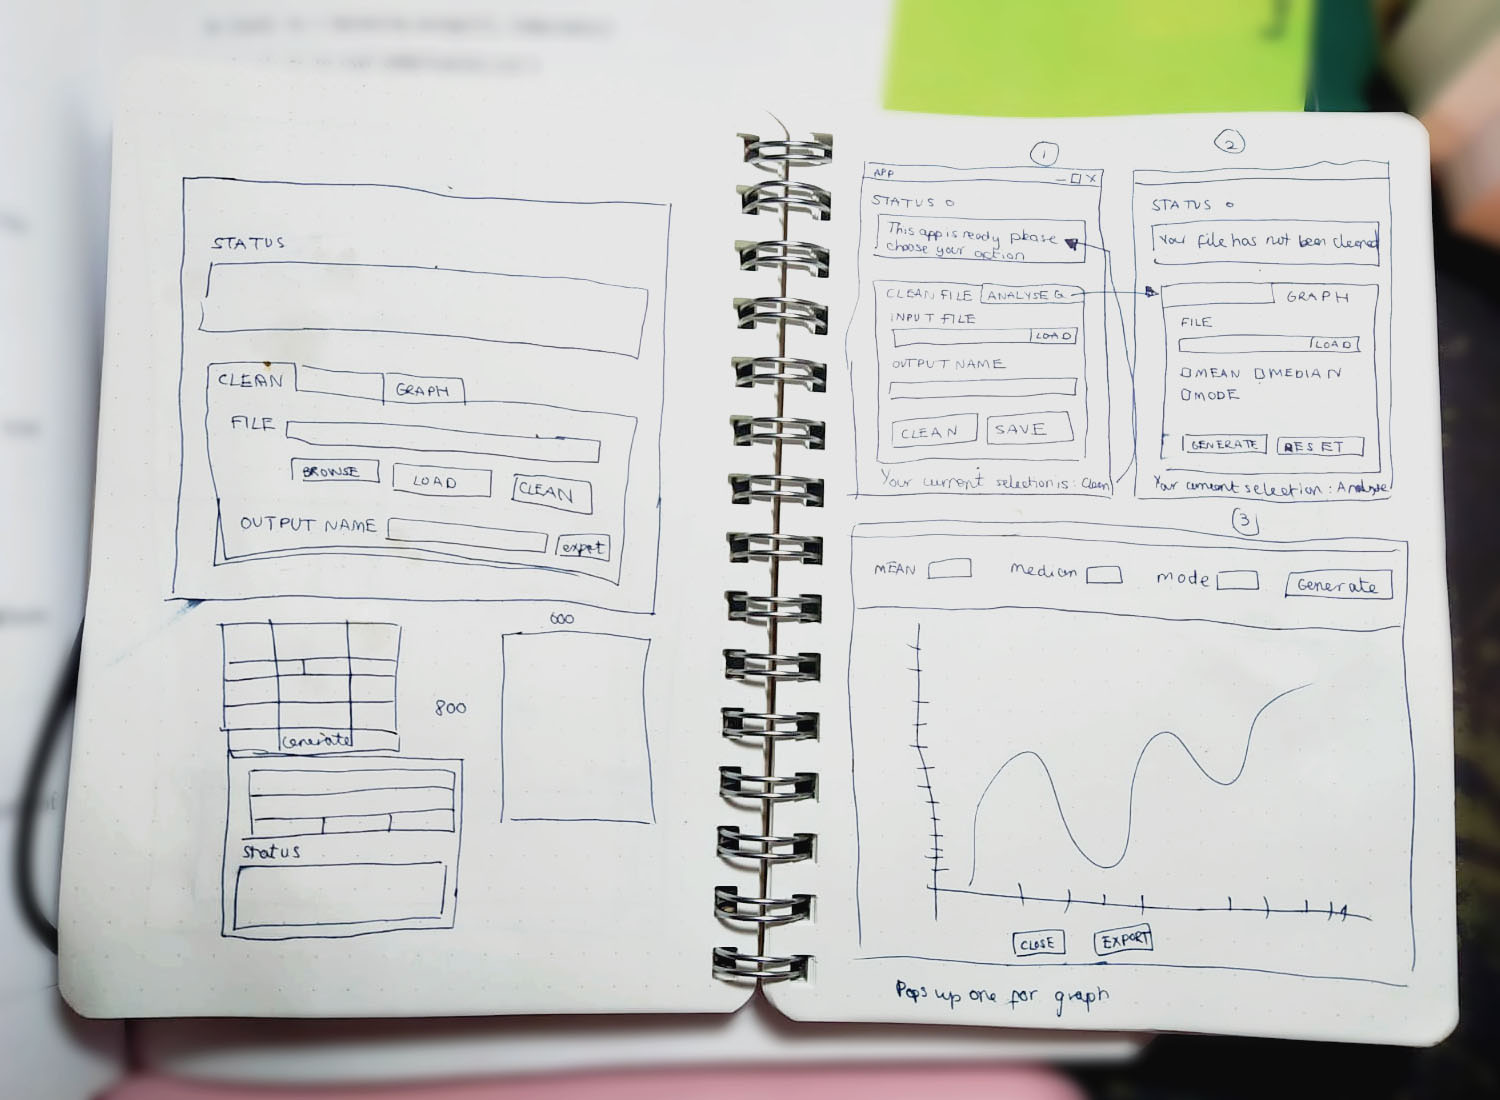 STATUS
CLEAN
GRAPH
FILE
BROWSE
LOAD
CLEAN
OUTPUT NAME
export
Generate
Status
600
800
1
APP
STATUS
This app is ready please
choose your action
CLEAN FILE
ANALYSE G
INPUT FILE
LOAD
OUTPUT NAME
CLEAN
SAVE
Your current selection is: Clean
2
STATUS
Your file has not been cleaned
GRAPH
FILE
LOAD
MEAN
MEDIAN
MODE
GENERATE
RESET
Your current selection: Analyse
3
MEAN
Median
mode
Generate
CLOSE
EXPORT
Pops up one for graph